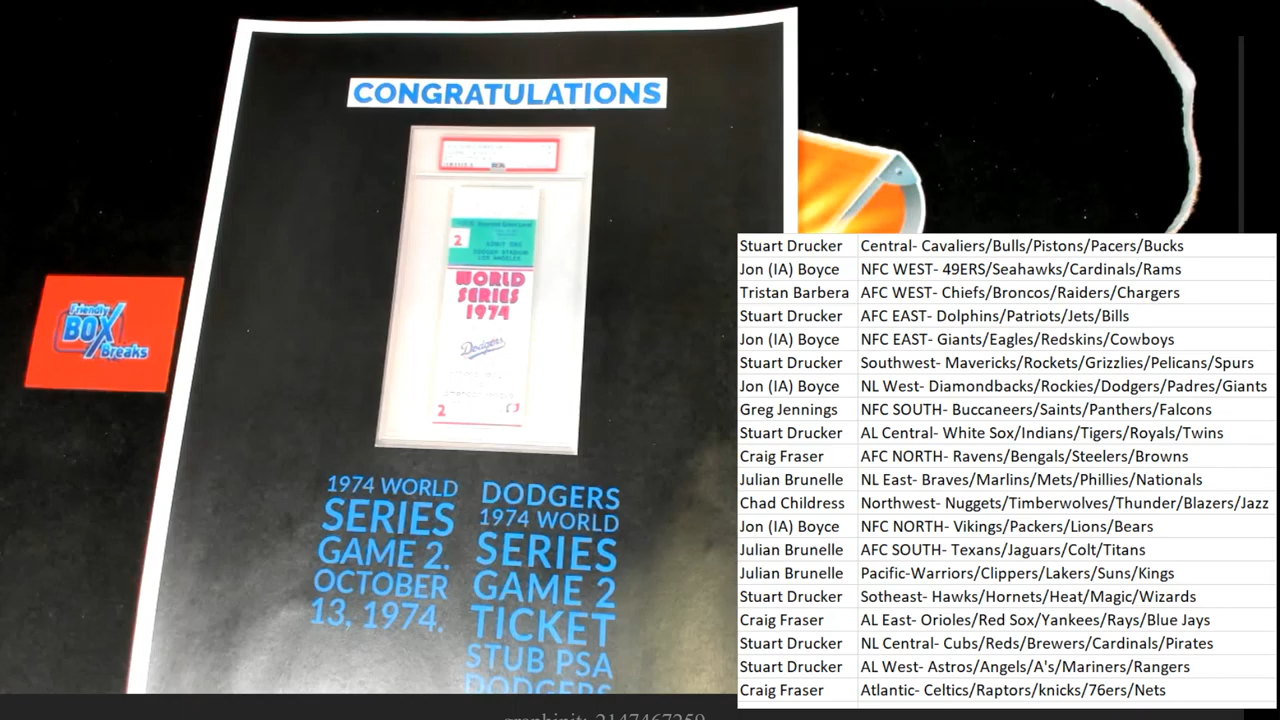 CONGRATULATIONS
2
WORLD
SERIES
1974
Dodgers
2
Friendly
BOX
Breaks
1974 WORLD
SERIES
GAME 2.
OCTOBER
13, 1974.
DODGERS
1974 WORLD
SERIES
GAME 2
TICKET
STUB PSA
DODGERS
Stuart Drucker Central- Cavaliers/Bulls/Pistons/Pacers/Bucks
Jon (IA) Boyce NFC WEST- 49ERS/Seahawks/Cardinals/Rams
Tristan Barbera AFC WEST- Chiefs/Broncos/Raiders/Chargers
Stuart Drucker AFC EAST- Dolphins/Patriots/Jets/Bills
Jon (IA) Boyce NFC EAST- Giants/Eagles/Redskins/Cowboys
Stuart Drucker Southwest- Mavericks/Rockets/Grizzlies/Pelicans/Spurs
Jon (IA) Boyce NL West- Diamondbacks/Rockies/Dodgers/Padres/Giants
Greg Jennings NFC SOUTH- Buccaneers/Saints/Panthers/Falcons
Stuart Drucker AL Central- White Sox/Indians/Tigers/Royals/Twins
Craig Fraser AFC NORTH- Ravens/Bengals/Steelers/Browns
Julian Brunelle NL East- Braves/Marlins/Mets/Phillies/Nationals
Chad Childress Northwest- Nuggets/Timberwolves/Thunder/Blazers/Jazz
Jon (IA) Boyce NFC NORTH- Vikings/Packers/Lions/Bears
Julian Brunelle AFC SOUTH- Texans/Jaguars/Colt/Titans
Julian Brunelle Pacific-Warriors/Clippers/Lakers/Suns/Kings
Stuart Drucker Sotheast- Hawks/Hornets/Heat/Magic/Wizards
Craig Fraser AL East- Orioles/Red Sox/Yankees/Rays/Blue Jays
Stuart Drucker NL Central- Cubs/Reds/Brewers/Cardinals/Pirates
Stuart Drucker AL West- Astros/Angels/A's/Mariners/Rangers
Craig Fraser Atlantic- Celtics/Raptors/knicks/76ers/Nets